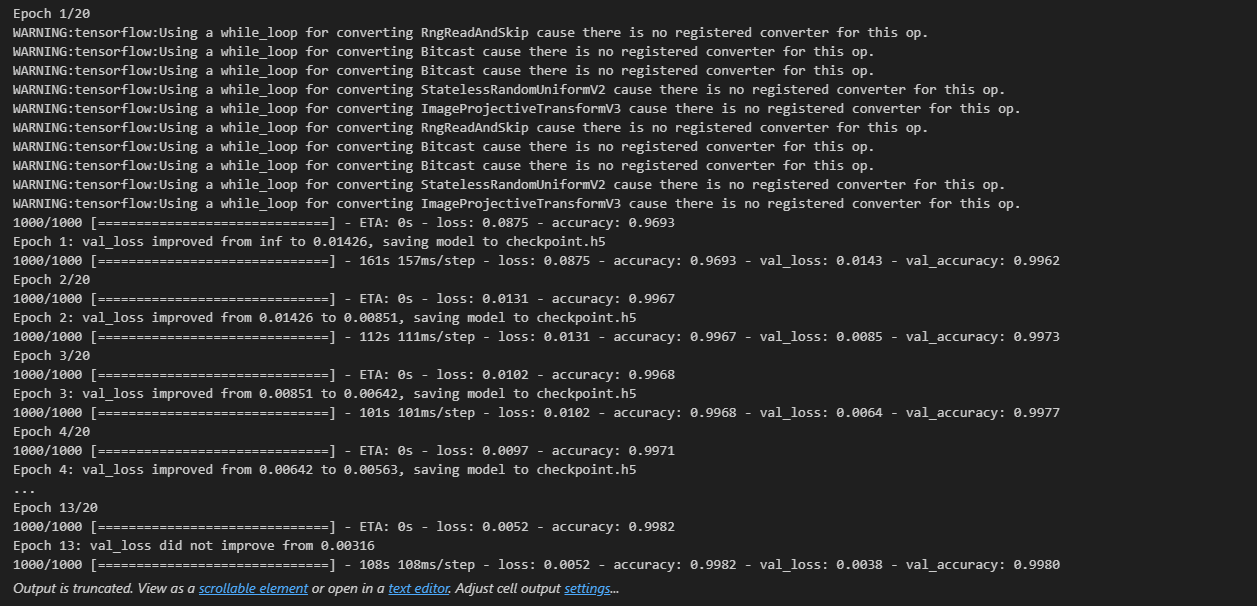 Epoch 1/20
WARNING:tensorflow:Using a while_loop for converting RngReadAndSkip cause there is no registered converter for this op.
WARNING:tensorflow:Using a while_loop for converting Bitcast cause there is no registered converter for this op.
WARNING:tensorflow:Using a while_loop for converting Bitcast cause there is no registered converter for this op.
WARNING:tensorflow:Using a while_loop for converting StatelessRandomUniformV2 cause there is no registered converter for this op.
WARNING:tensorflow:Using a while_loop for converting ImageProjectiveTransformV3 cause there is no registered converter for this op.
WARNING:tensorflow:Using a while_loop for converting RngReadAndSkip cause there is no registered converter for this op.
WARNING:tensorflow:Using a while_loop for converting Bitcast cause there is no registered converter for this op.
WARNING:tensorflow:Using a while_loop for converting Bitcast cause there is no registered converter for this op.
WARNING:tensorflow:Using a while_loop for converting StatelessRandomUniformV2 cause there is no registered converter for this op.
WARNING:tensorflow:Using a while_loop for converting ImageProjectiveTransformV3 cause there is no registered converter for this op.
1000/1000 [==============================] - ETA: 0s - loss: 0.0875 - accuracy: 0.9693
Epoch 1: val_loss improved from inf to 0.01426, saving model to checkpoint.h5
1000/1000 [==============================] - 161s 157ms/step - loss: 0.0875 - accuracy: 0.9693 - val_loss: 0.0143 - val_accuracy: 0.9962
Epoch 2/20
1000/1000 [==============================] - ETA: 0s - loss: 0.0131 - accuracy: 0.9967
Epoch 2: val_loss improved from 0.01426 to 0.00851, saving model to checkpoint.h5
1000/1000 [==============================] - 112s 111ms/step - loss: 0.0131 - accuracy: 0.9967 - val_loss: 0.0085 - val_accuracy: 0.9973
Epoch 3/20
1000/1000 [==============================] - ETA: 0s - loss: 0.0102 - accuracy: 0.9968
Epoch 3: val_loss improved from 0.00851 to 0.00642, saving model to checkpoint.h5
1000/1000 [==============================] - 101s 101ms/step - loss: 0.0102 - accuracy: 0.9968 - val_loss: 0.0064 - val_accuracy: 0.9977
Epoch 4/20
1000/1000 [==============================] - ETA: 0s - loss: 0.0097 - accuracy: 0.9971
Epoch 4: val_loss improved from 0.00642 to 0.00563, saving model to checkpoint.h5
...
Epoch 13/20
1000/1000 [==============================] - ETA: 0s - loss: 0.0052 - accuracy: 0.9982
Epoch 13: val_loss did not improve from 0.00316
1000/1000 [==============================] - 108s 108ms/step - loss: 0.0052 - accuracy: 0.9982 - val_loss: 0.0038 - val_accuracy: 0.9980
Output is truncated. View as a scrollable element or open in a text editor. Adjust cell output settings...